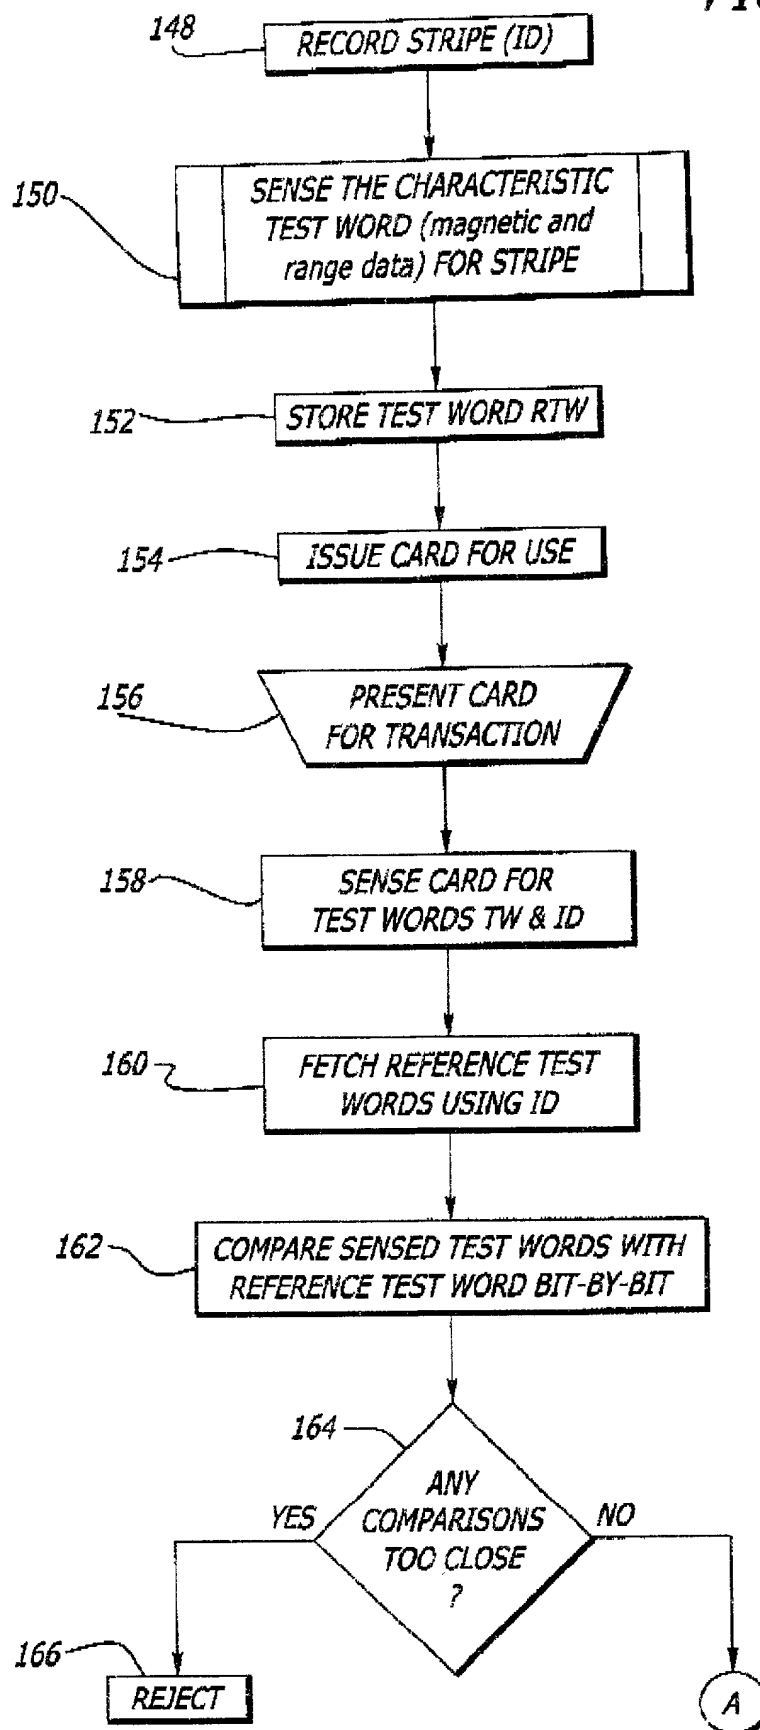 148
RECORD STRIPE (ID)
150
SENSE THE CHARACTERISTIC
TEST WORD (magnetic and
range data) FOR STRIPE
152
STORE TEST WORD RTW
154
ISSUE CARD FOR USE
156
PRESENT CARD
FOR TRANSACTION
158
SENSE CARD FOR
TEST WORDS TW & ID
160
FETCH REFERENCE TEST
WORDS USING ID
162
COMPARE SENSED TEST WORDS WITH
REFERENCE TEST WORD BIT-BY-BIT
164
ANY
COMPARISONS
TOO CLOSE
?
YES
NO
166
REJECT
A